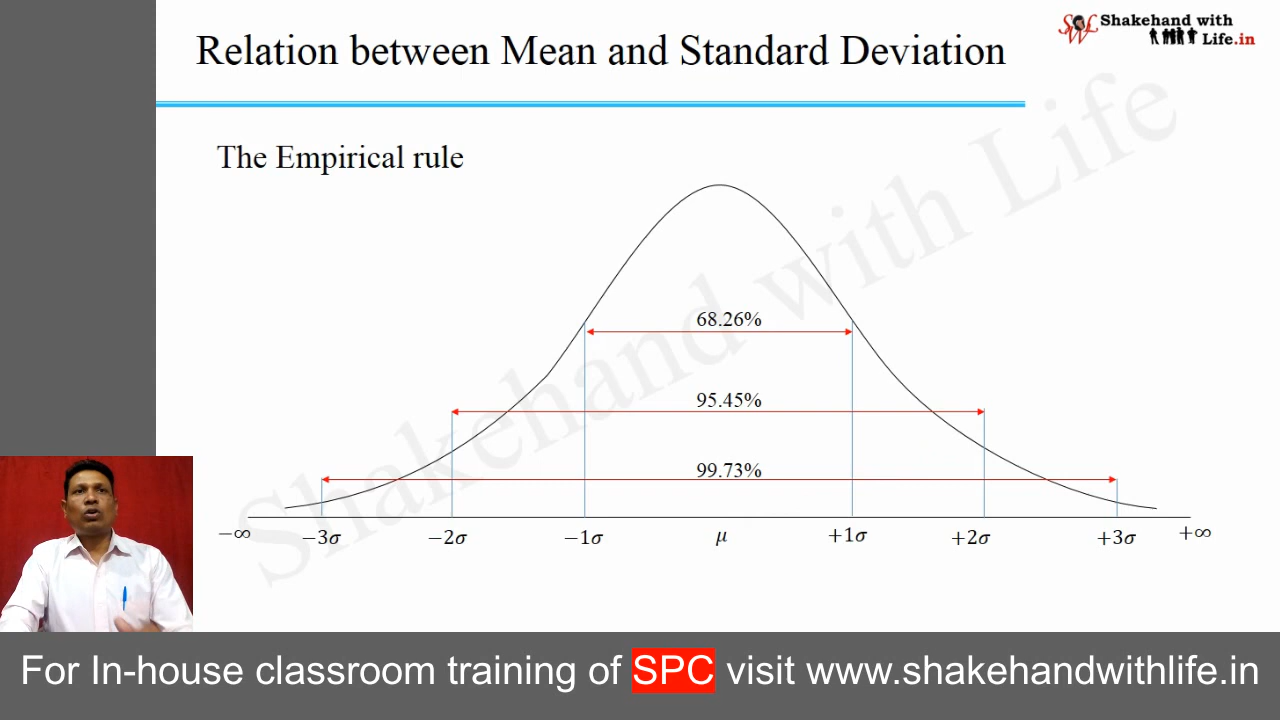 Relation between Mean and Standard Deviation
SWL
Shakehand with
Life.in
The Empirical rule
Shakehand with Life
68.26%
95.45%
99.73%
−∞ −3σ −2σ −1σ μ +1σ +2σ +3σ +∞
For In-house classroom training of SPC visit www.shakehandwithlife.in